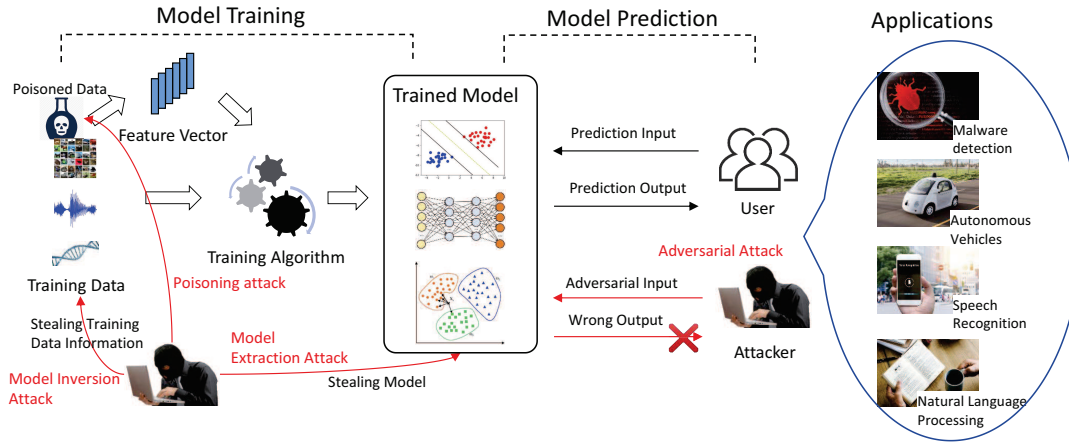 Model Training
Model Prediction
Applications
Poisoned Data
Feature Vector
Trained Model
Prediction Input
Prediction Output
User
Malware
detection
Autonomous
Vehicles
Training Algorithm
Training Data
Poisoning attack
Adversarial Attack
Adversarial Input
Wrong Output
Attacker
Speech
Recognition
Stealing Training
Data Information
Model
Extraction Attack
Model Inversion
Attack
Stealing Model
Natural Language
Processing